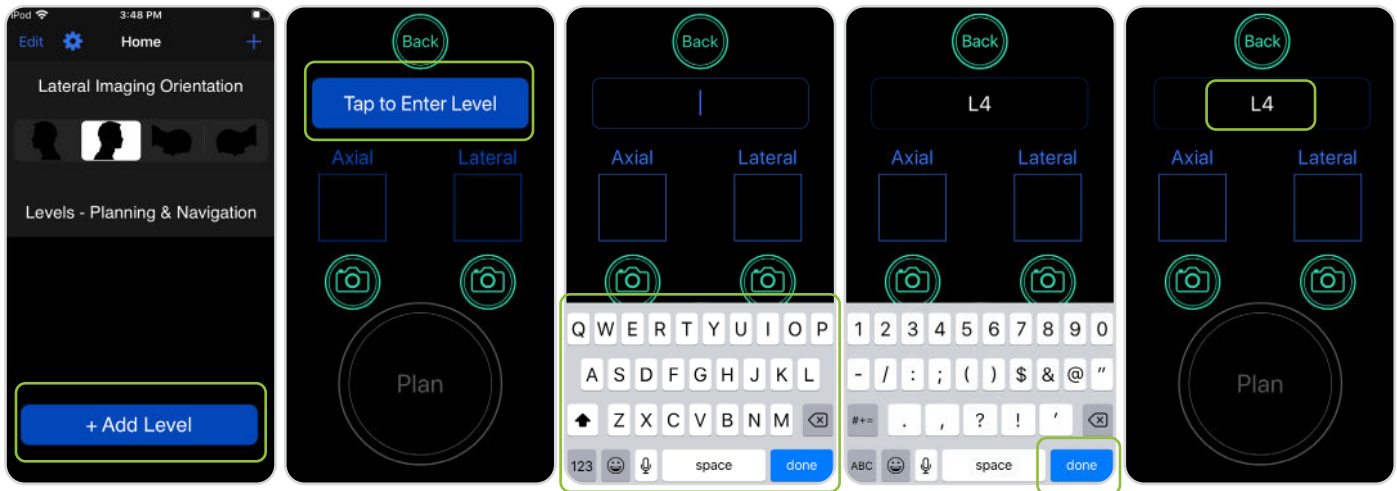 iPod 3:48 PM
Edit Home +
Lateral Imaging Orientation
Levels - Planning & Navigation
+ Add Level
Back
Tap to Enter Level
Axial Lateral
Plan
Back
Axial Lateral
Q W E R T Y U I O P
A S D F G H J K L
Z X C V B N M
123 space done
Back
L4
Axial Lateral
1 2 3 4 5 6 7 8 9 0
- / : ; ( ) $ & @ "
#+= . , ? ! '
ABC space done
Back
L4
Axial Lateral
Plan